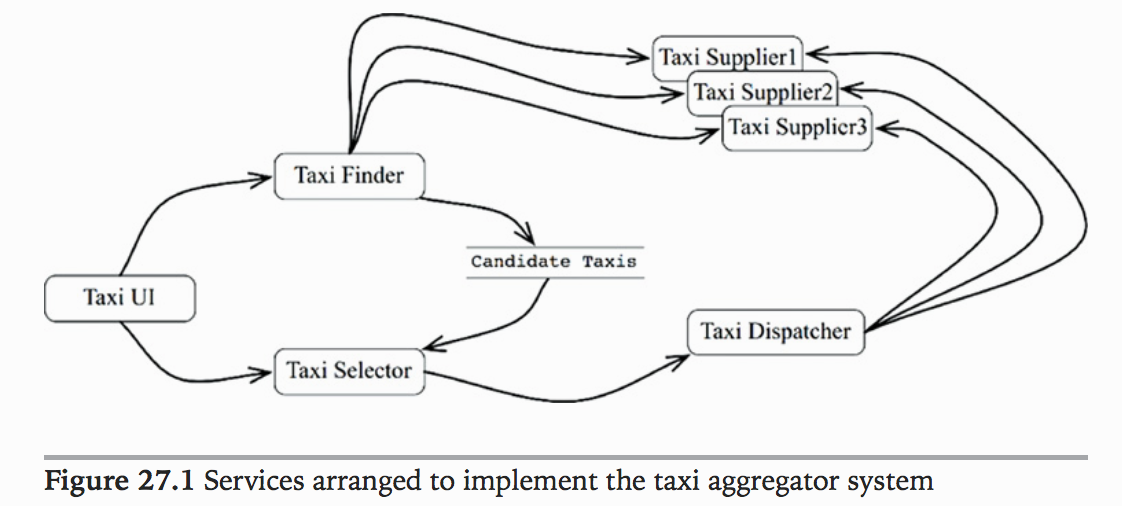 Taxi Supplier1
Taxi Supplier2
Taxi Supplier3
Taxi Finder
Candidate Taxis
Taxi UI
Taxi Dispatcher
Taxi Selector
Figure 27.1 Services arranged to implement the taxi aggregator system